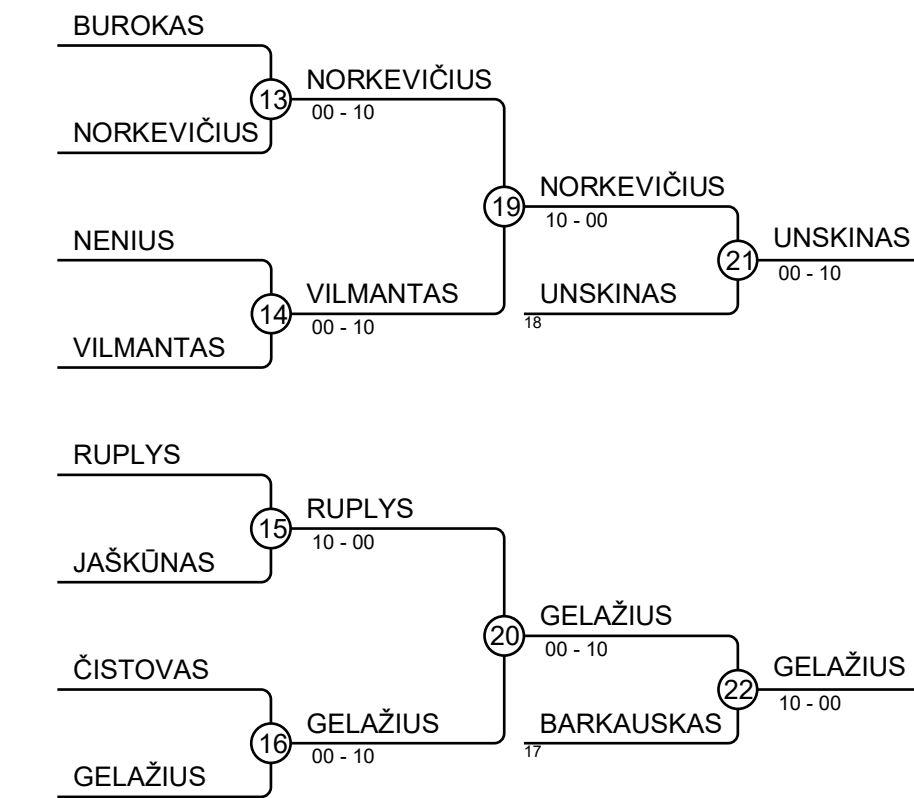 BUROKAS
13
NORKEVIČIUS
00 - 10
NORKEVIČIUS
19
NORKEVIČIUS
10 - 00
NENIUS
21
UNSKINAS
00 - 10
14
VILMANTAS
00 - 10
UNSKINAS
18
VILMANTAS
RUPLYS
15
RUPLYS
10 - 00
JAŠKŪNAS
20
GELAŽIUS
00 - 10
ČISTOVAS
22
GELAŽIUS
10 - 00
16
GELAŽIUS
00 - 10
BARKAUSKAS
17
GELAŽIUS